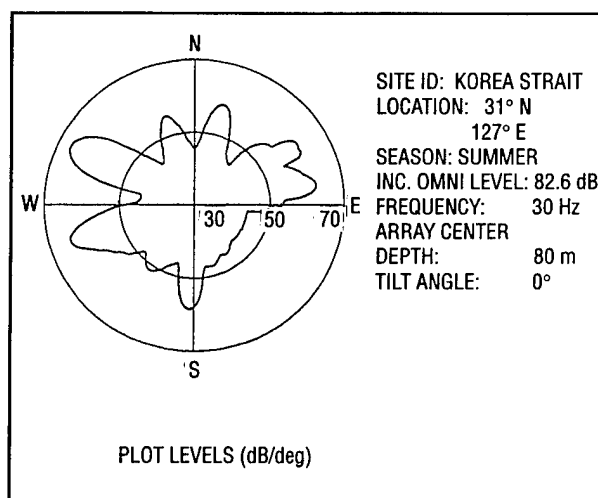 N
W
E
30
50
70
S
SITE ID: KOREA STRAIT
LOCATION: 31° N
127° E
SEASON: SUMMER
INC. OMNI LEVEL: 82.6 dB
FREQUENCY: 30 Hz
ARRAY CENTER
DEPTH: 80 m
TILT ANGLE: 0°
PLOT LEVELS (dB/deg)